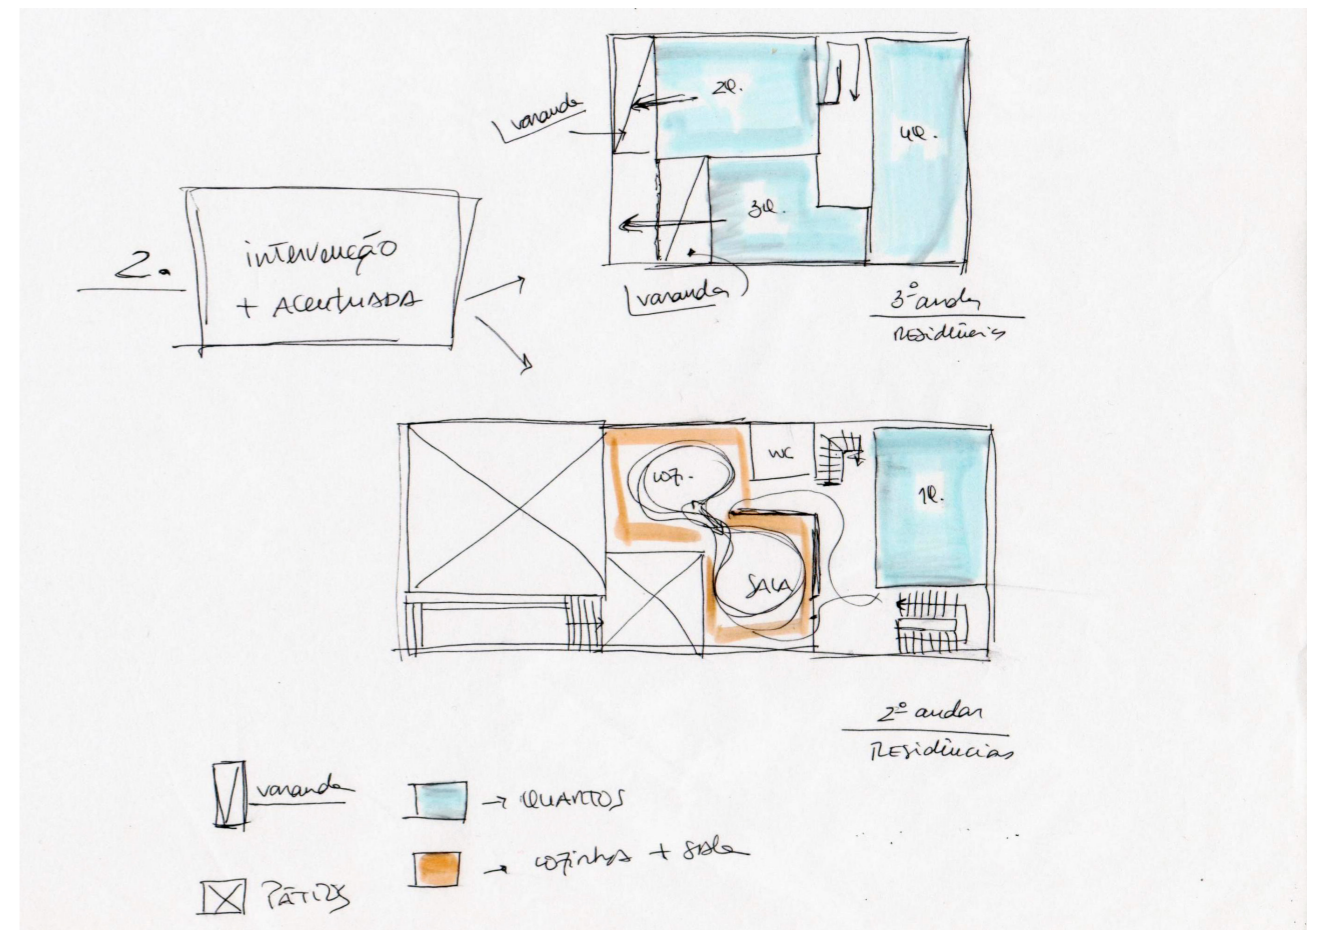 2.
intervenção
+ ACENTUADA
varanda
2Q.
3Q.
4Q.
varanda
3º andar
Residências
cozi.
WC
SALA
1Q.
2º andar
Residências
varanda
→ QUARTOS
→ cozinha + sala
PÁTIOS